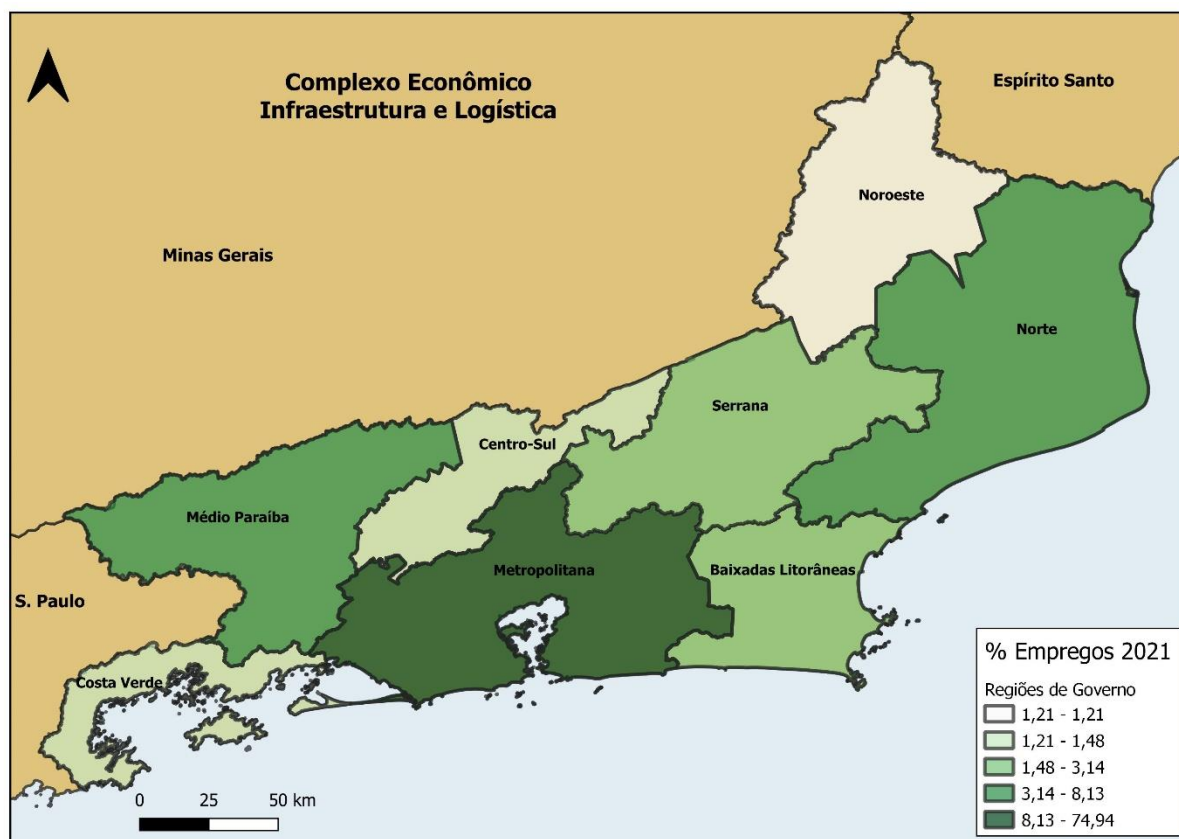 Complexo Econômico
Infraestrutura e Logística
Espírito Santo
Noroeste
Minas Gerais
Norte
Serrana
Centro-Sul
Médio Paraíba
Metropolitana
Baixadas Litorâneas
S. Paulo
Costa Verde
% Empregos 2021
Regiões de Governo
1,21 - 1,21
1,21 - 1,48
1,48 - 3,14
3,14 - 8,13
8,13 - 74,94
0 25 50 km